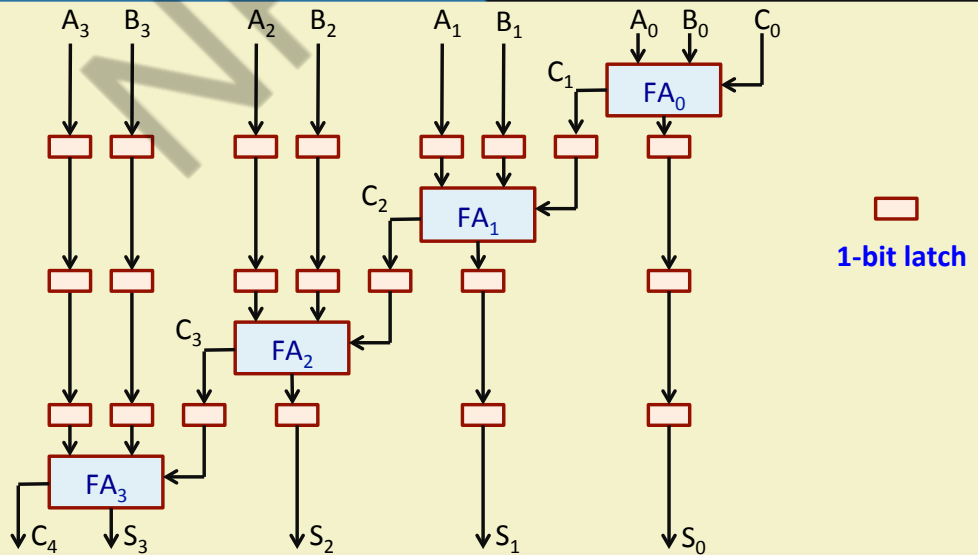 A₃ B₃ A₂ B₂ A₁ B₁ A₀ B₀ C₀
C₁
FA₀
C₂
FA₁
1-bit latch
C₃
FA₂
FA₃
C₄ S₃ S₂ S₁ S₀